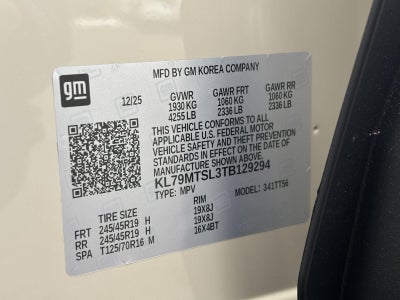 gm
MFD BY GM KOREA COMPANY
12/25 GVWR GAWR FRT GAWR RR
1930 KG 1060 KG 1060 KG
4255 LB 2336 LB 2336 LB
THIS VEHICLE CONFORMS TO ALL
APPLICABLE U.S. FEDERAL MOTOR
VEHICLE SAFETY AND THEFT PREVENTION
STANDARDS IN EFFECT ON THE DATE
OF MANUFACTURE SHOWN ABOVE.
KL79MTSL3TB129294
TYPE: MPV MODEL: 341TT56
TIRE SIZE RIM
FRT 245/45R19 H 19X8J
RR 245/45R19 H 19X8J
SPA T125/70R16 M 16X4BT